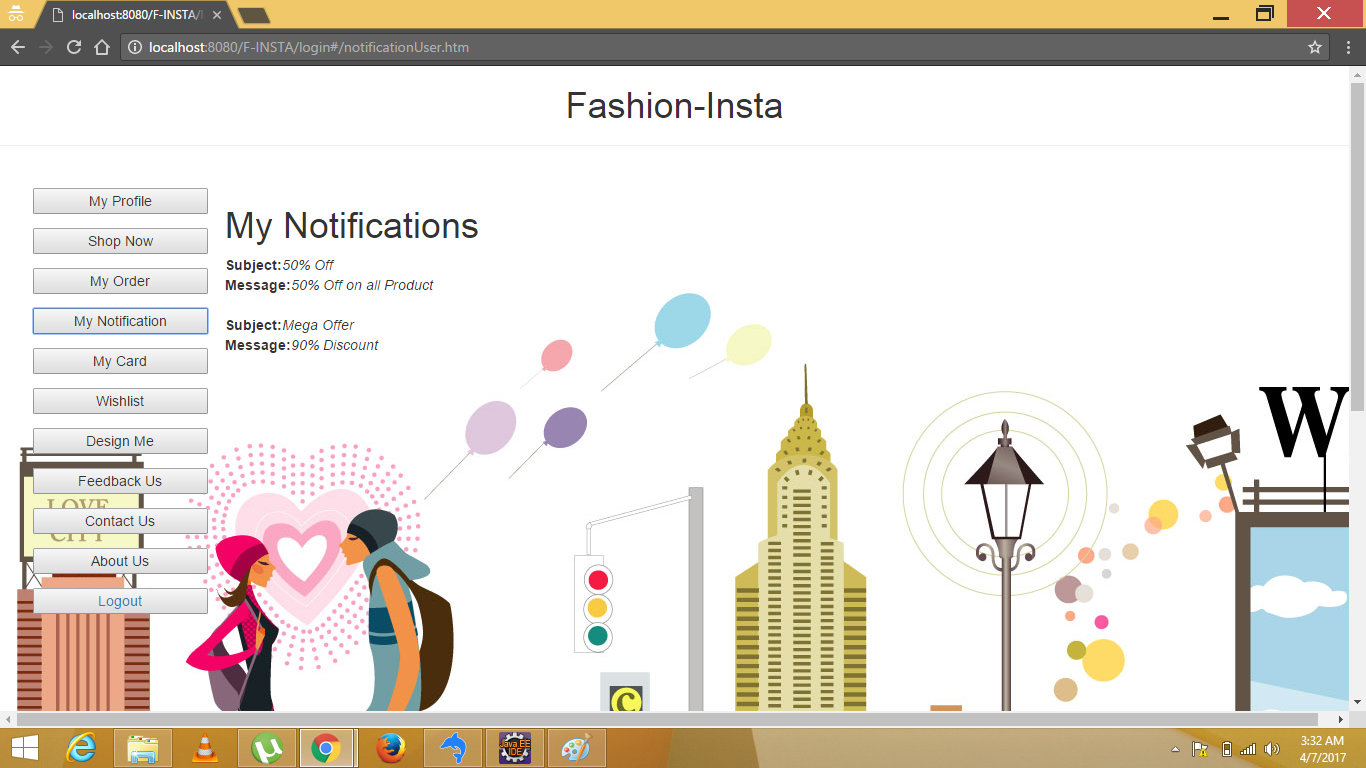 localhost:8080/F-INSTA/l
localhost:8080/F-INSTA/login#/notificationUser.htm
Fashion-Insta
My Profile
Shop Now
My Order
My Notification
My Card
Wishlist
Design Me
Feedback Us
Contact Us
About Us
Logout
My Notifications
Subject:50% Off
Message:50% Off on all Product
Subject:Mega Offer
Message:90% Discount
LOVE
CITY
W
C
Java EE
IDE
3:32 AM
4/7/2017